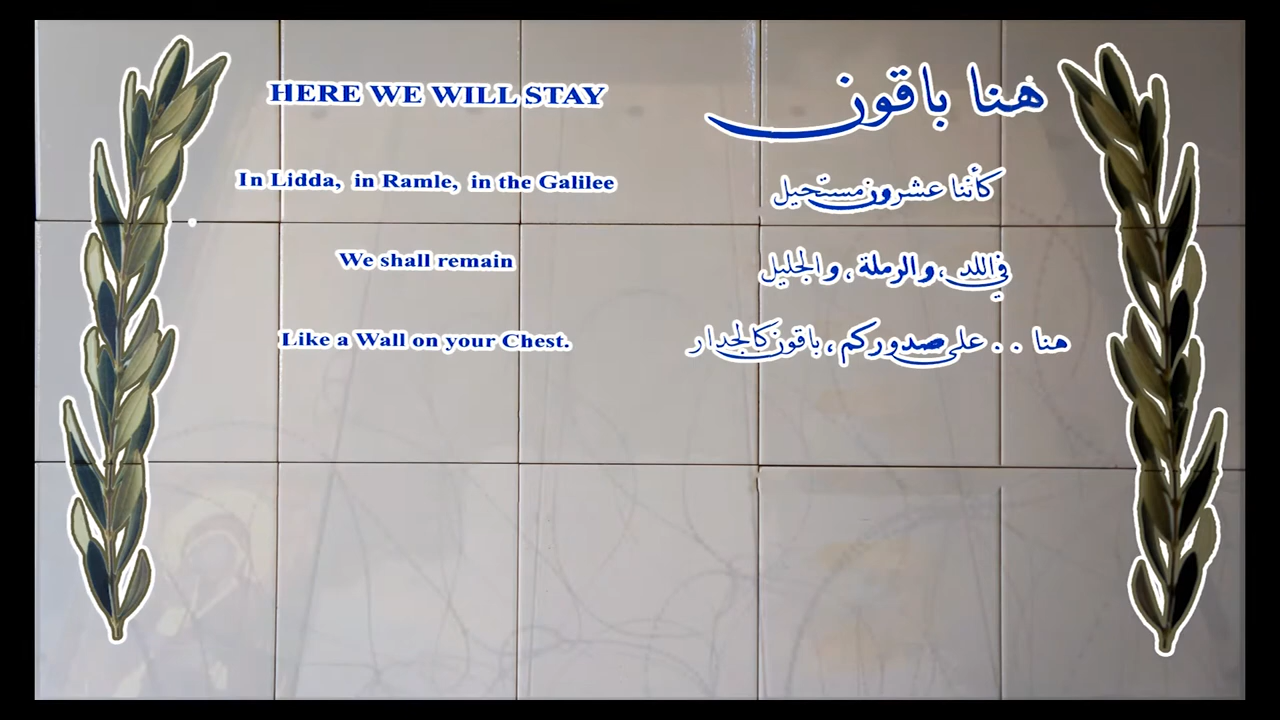 HERE WE WILL STAY
In Lidda, in Ramle, in the Galilee
We shall remain
Like a Wall on your Chest.
هنا باقون
كأننا عشرون مستحيل
في اللد، والرملة، والجليل
هنا . . على صدوركم، باقون كالجدار